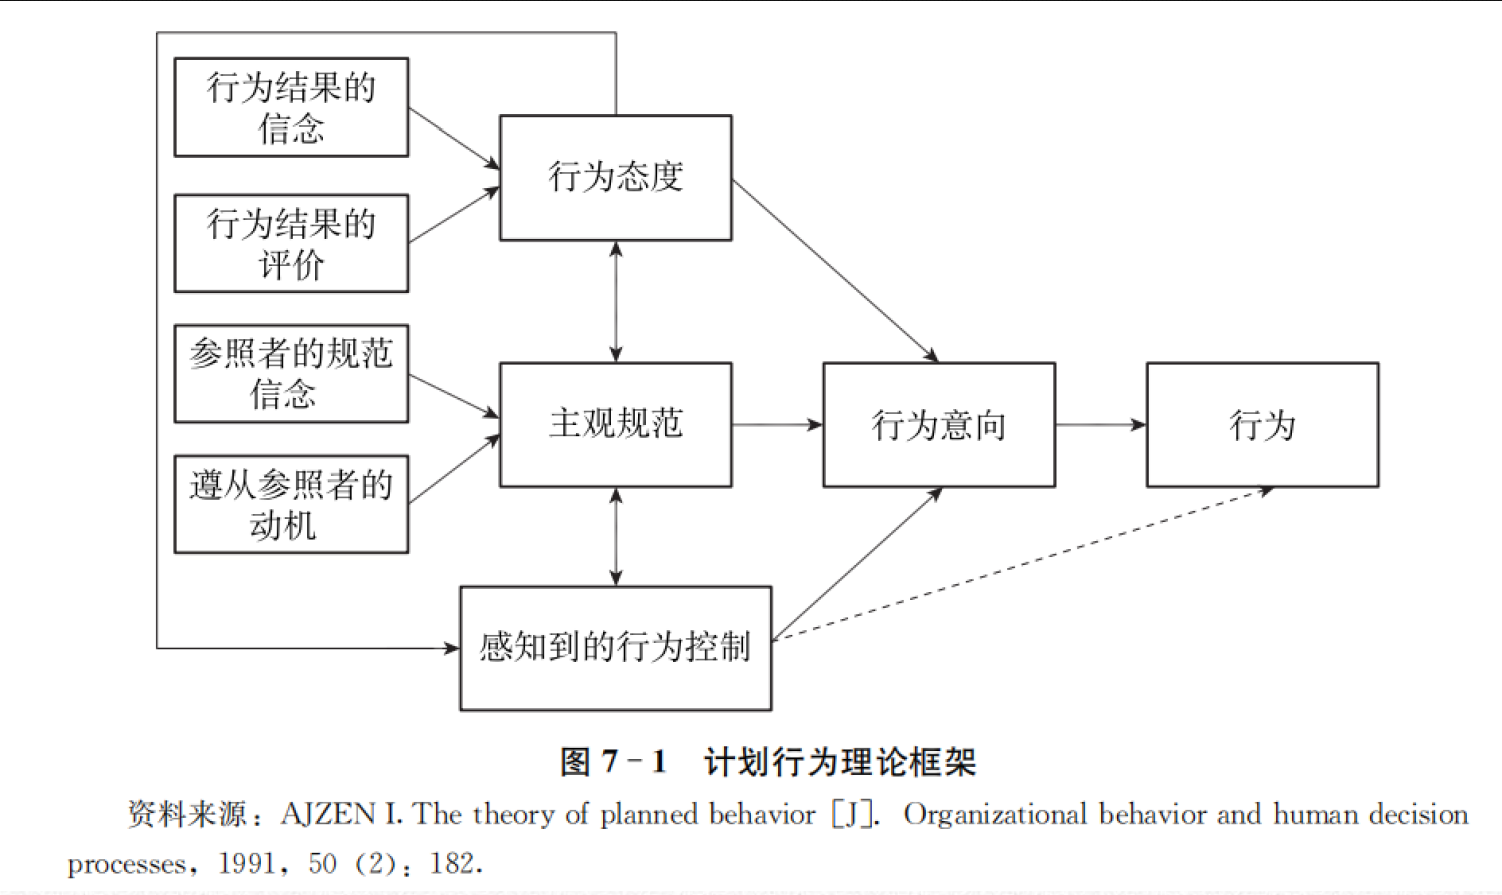 行为结果的
信念
行为态度
行为结果的
评价
参照者的规范
信念
主观规范
行为意向
行为
遵从参照者的
动机
感知到的行为控制
图 7-1 计划行为理论框架
资料来源：AJZEN I. The theory of planned behavior [J]. Organizational behavior and human decision
processes，1991，50（2）：182.